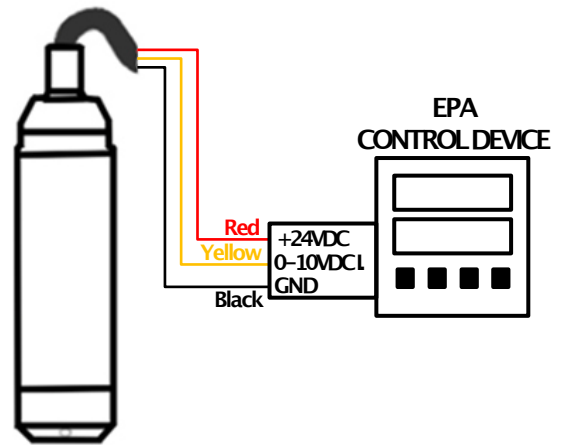 EPA
CONTROL DEVICE
Red
+24VDC
Yellow
0-10VDC
GND
Black